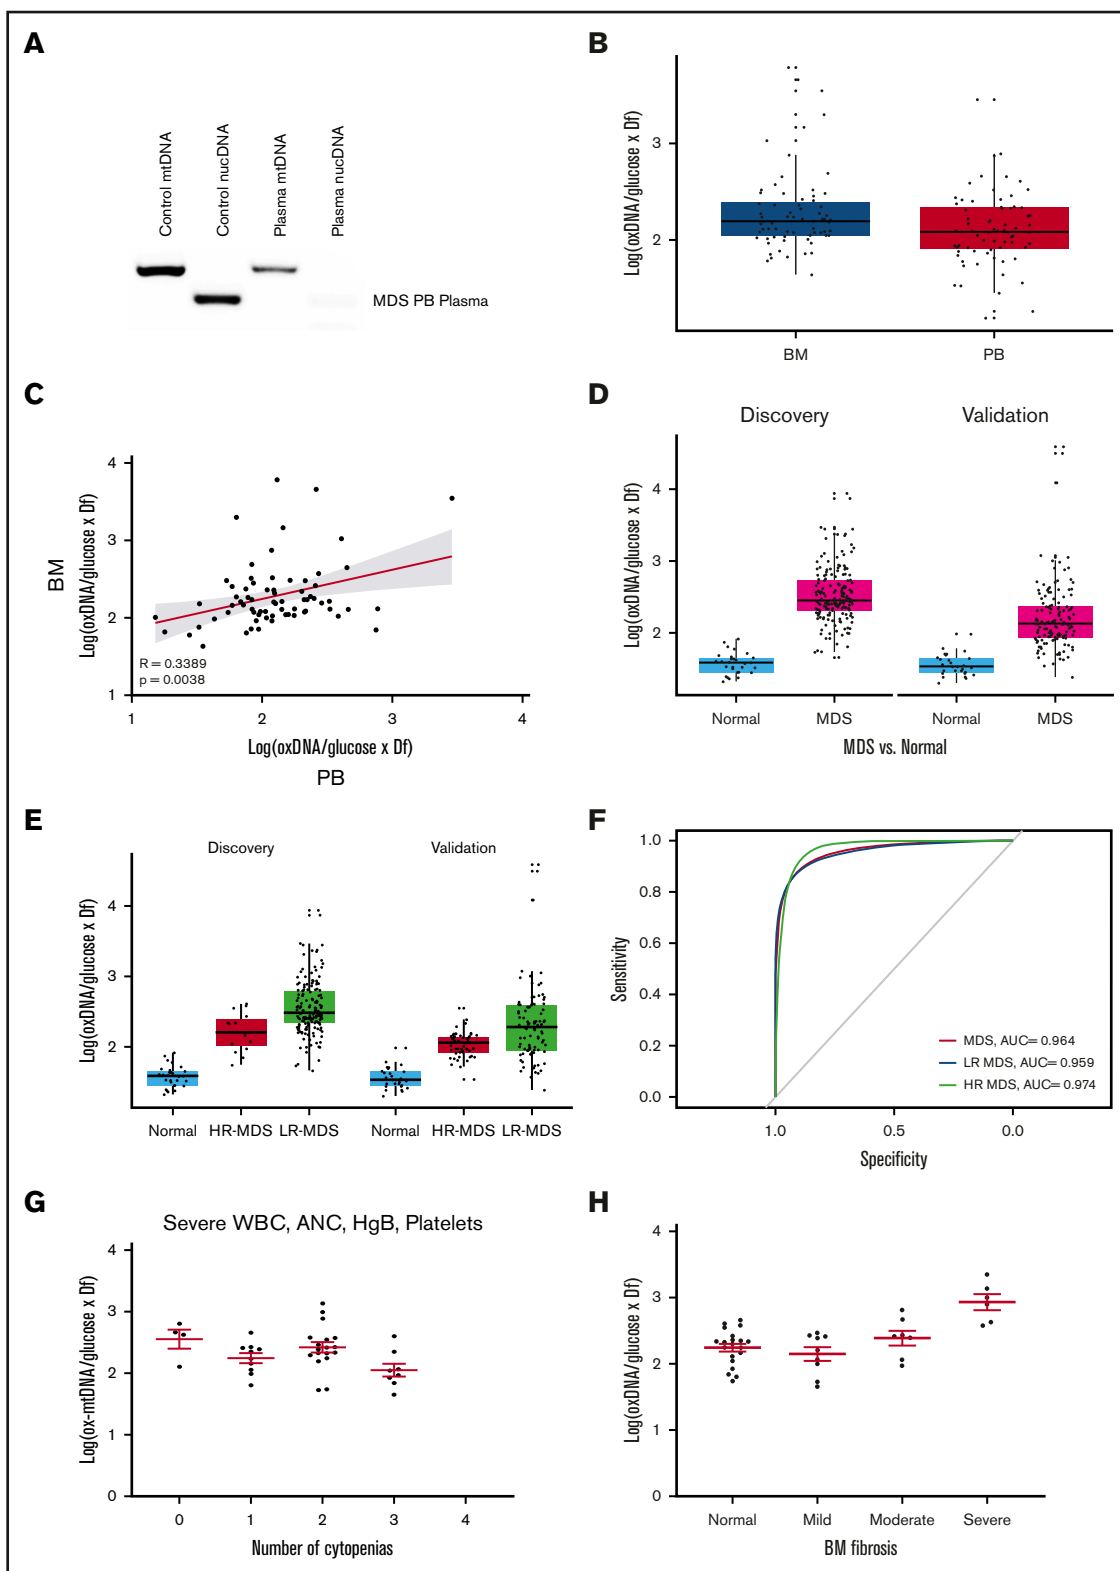 A
Control mtDNA
Control nucDNA
Plasma mtDNA
Plasma nucDNA
MDS PB Plasma
B
Log(oxDNA/glucose x Df)
3
2
BM
PB
C
BM
Log(oxDNA/glucose x Df)
4
3
2
1
R = 0.3389
p = 0.0038
1
2
3
4
Log(oxDNA/glucose x Df)
PB
D
Discovery
Validation
Log(oxDNA/glucose x Df)
4
3
2
Normal
MDS
Normal
MDS
MDS vs. Normal
E
Discovery
Validation
Log(oxDNA/glucose x Df)
4
3
2
Normal
HR-MDS
LR-MDS
Normal
HR-MDS
LR-MDS
F
Sensitivity
1.0
0.8
0.6
0.4
0.2
0.0
MDS, AUC= 0.964
LR MDS, AUC= 0.959
HR MDS, AUC= 0.974
1.0
0.5
0.0
Specificity
G
Severe WBC, ANC, HgB, Platelets
Log(ox-mtDNA/glucose x Df)
4
3
2
1
0
0
1
2
3
4
Number of cytopenias
H
Log(oxDNA/glucose x Df)
4
3
2
1
0
Normal
Mild
Moderate
Severe
BM fibrosis